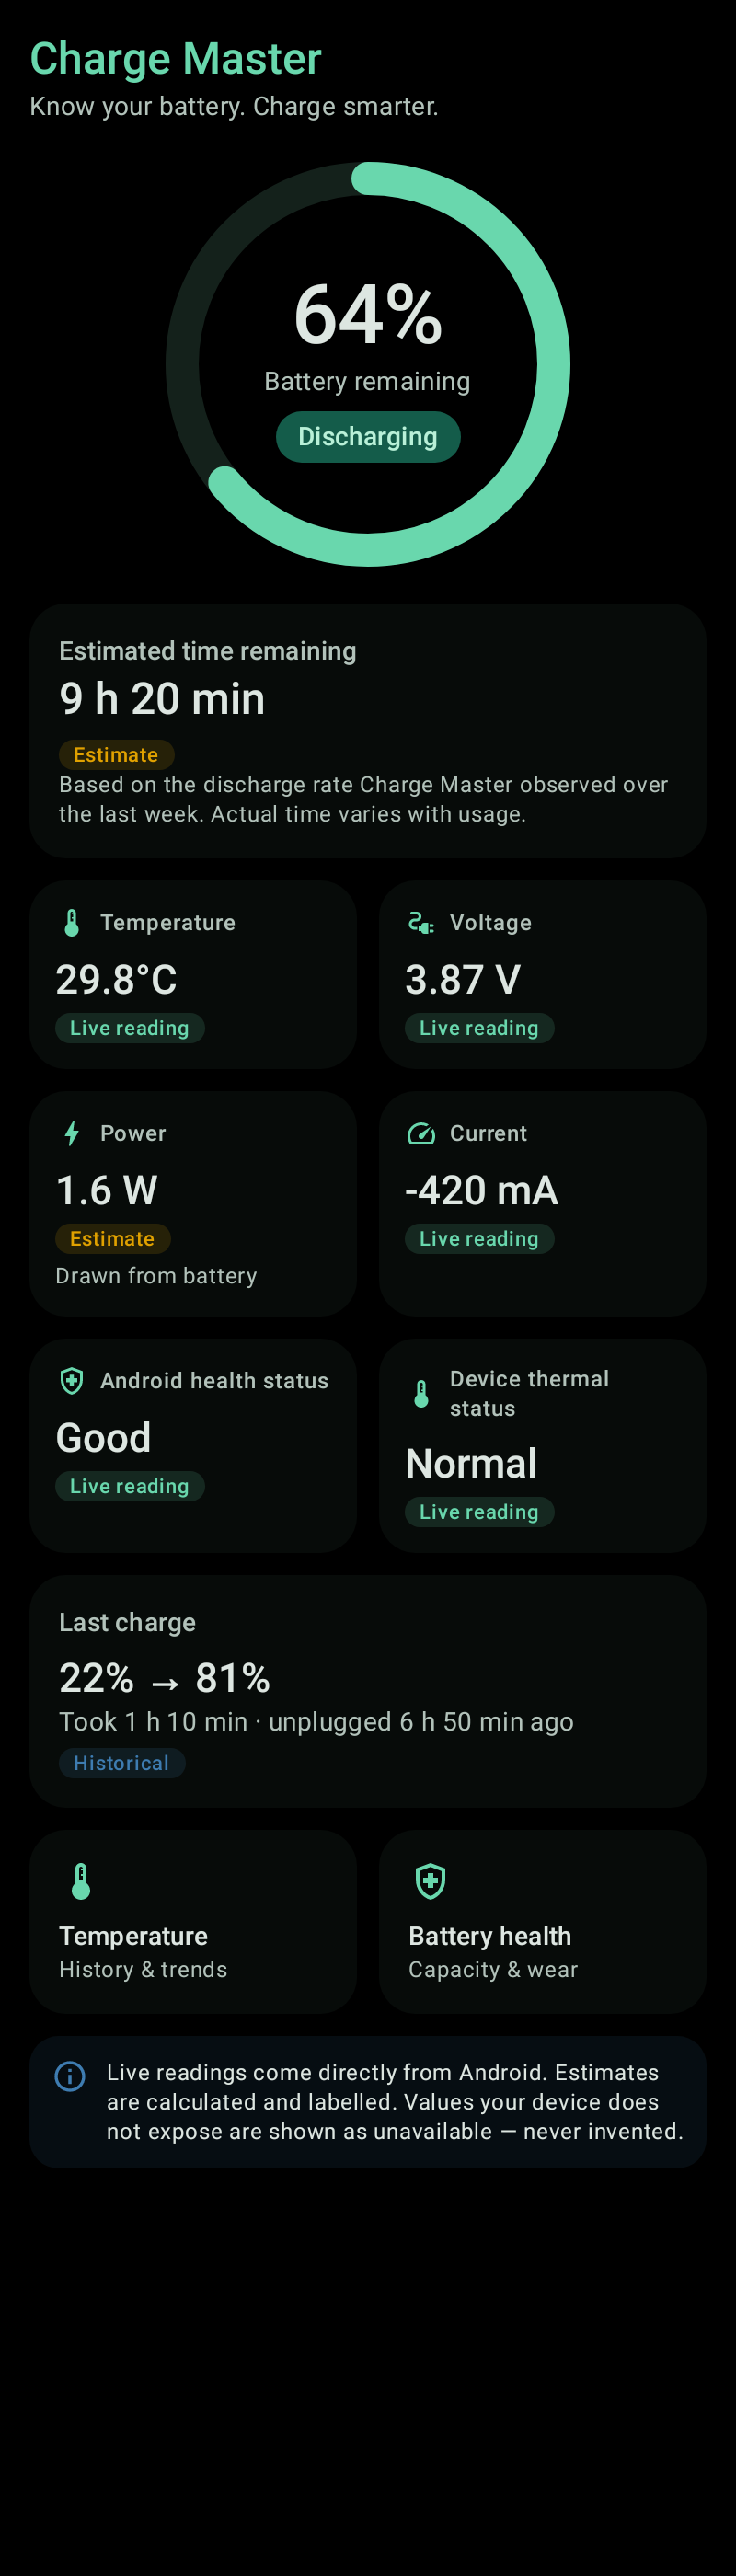 Charge Master
Know your battery. Charge smarter.
64%
Battery remaining
Discharging
Estimated time remaining
9 h 20 min
Estimate
Based on the discharge rate Charge Master observed over
the last week. Actual time varies with usage.
Temperature
29.8°C
Live reading
Voltage
3.87 V
Live reading
Power
1.6 W
Estimate
Drawn from battery
Current
-420 mA
Live reading
Android health status
Good
Live reading
Device thermal
status
Normal
Live reading
Last charge
22% → 81%
Took 1 h 10 min · unplugged 6 h 50 min ago
Historical
Temperature
History & trends
Battery health
Capacity & wear
Live readings come directly from Android. Estimates
are calculated and labelled. Values your device does
not expose are shown as unavailable — never invented.